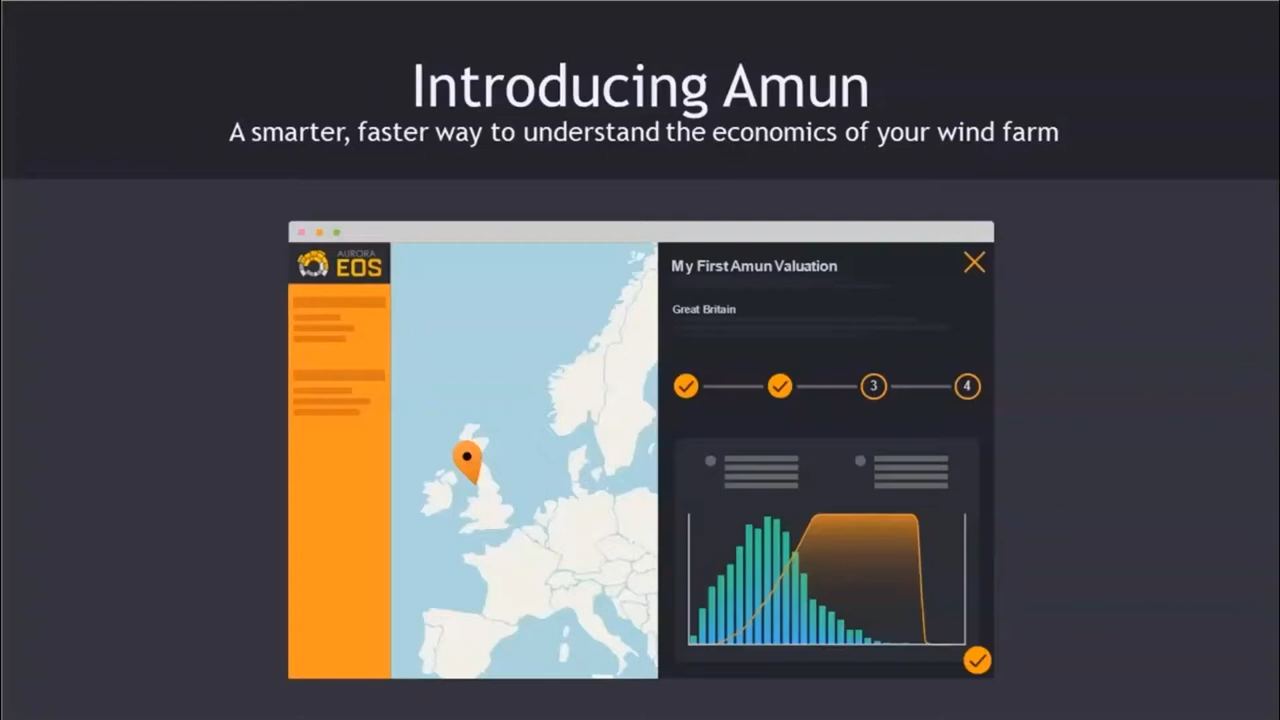 Introducing Amun
A smarter, faster way to understand the economics of your wind farm
AURORA
EOS
My First Amun Valuation
Great Britain
3
4